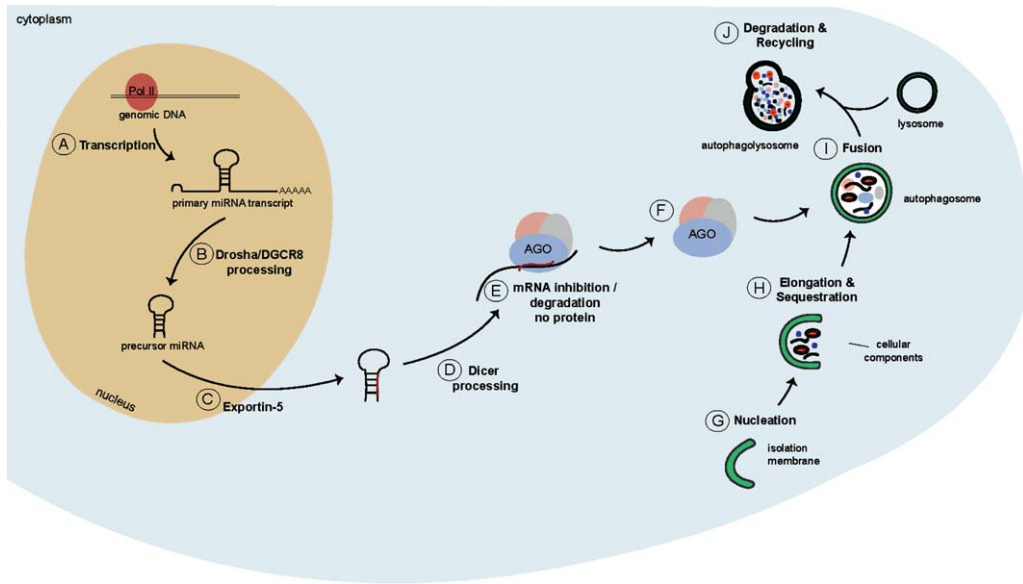 cytoplasm
Pol II
genomic DNA
A Transcription
AAAAA
primary miRNA transcript
B Drosha/DGCR8
processing
precursor miRNA
nucleus
C Exportin-5
D Dicer
processing
AGO
E mRNA inhibition /
degradation
no protein
F
AGO
G Nucleation
isolation
membrane
H Elongation &
Sequestration
cellular
components
I Fusion
autophagosome
lysosome
J Degradation &
Recycling
autophagolysosome